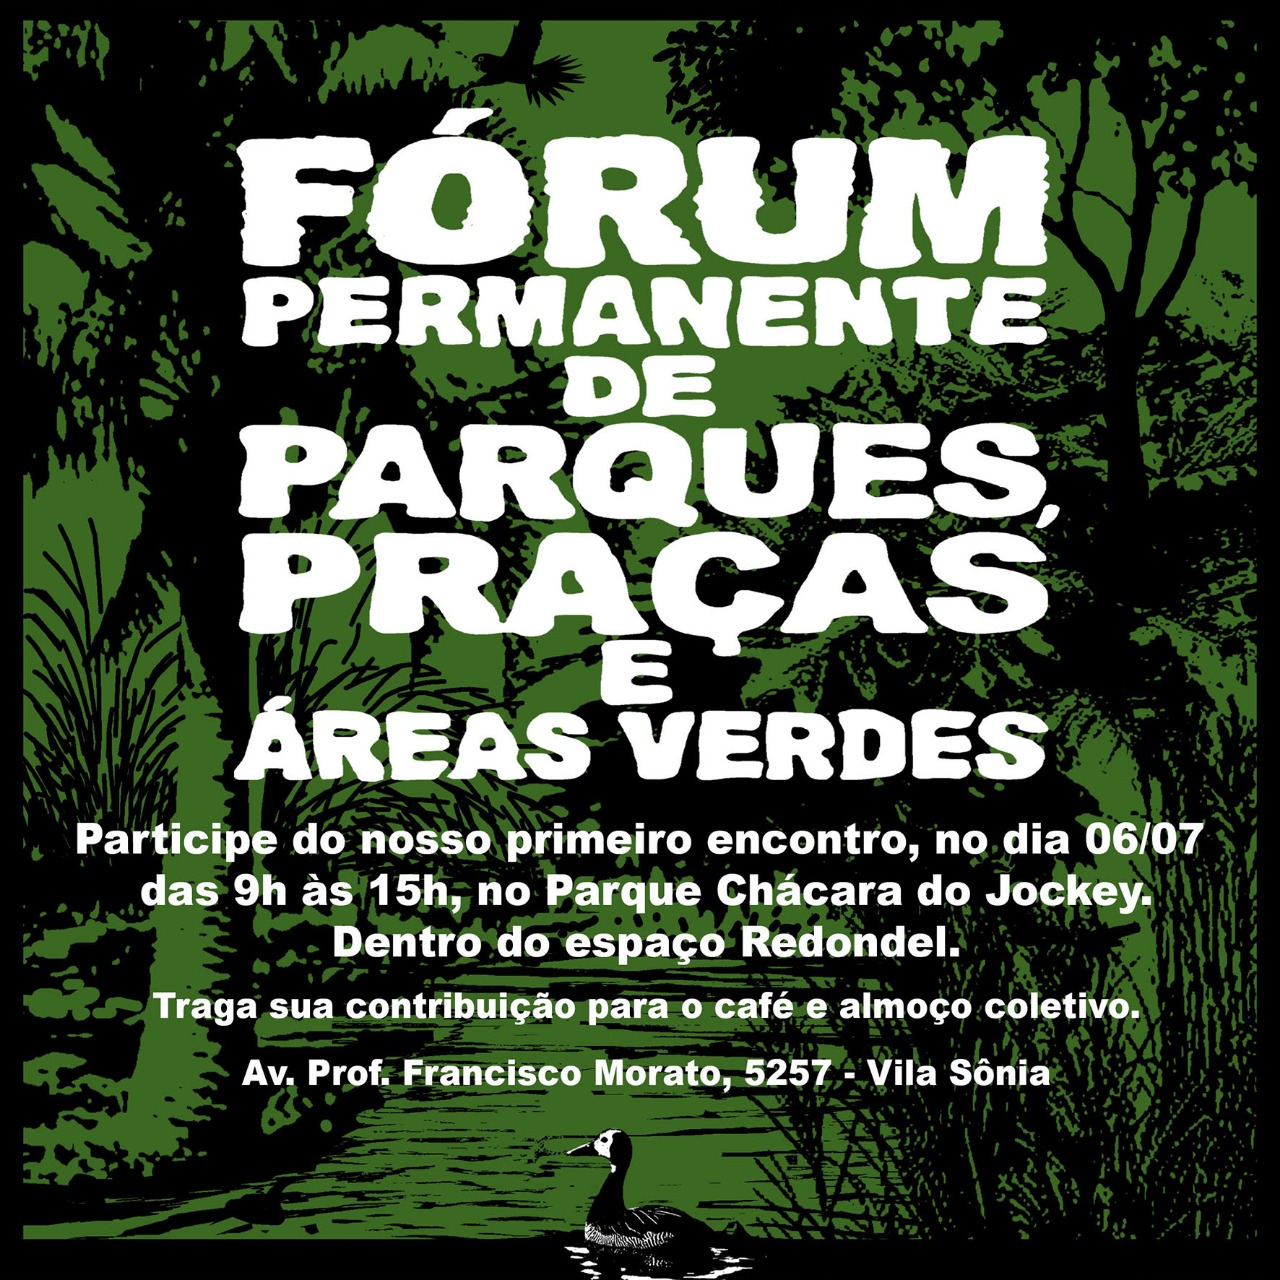 FÓRUM
PERMANENTE
DE
PARQUES,
PRAÇAS
E
ÁREAS VERDES
Participe do nosso primeiro encontro, no dia 06/07
das 9h às 15h, no Parque Chácara do Jockey.
Dentro do espaço Redondel.
Traga sua contribuição para o café e almoço coletivo.
Av. Prof. Francisco Morato, 5257 - Vila Sônia